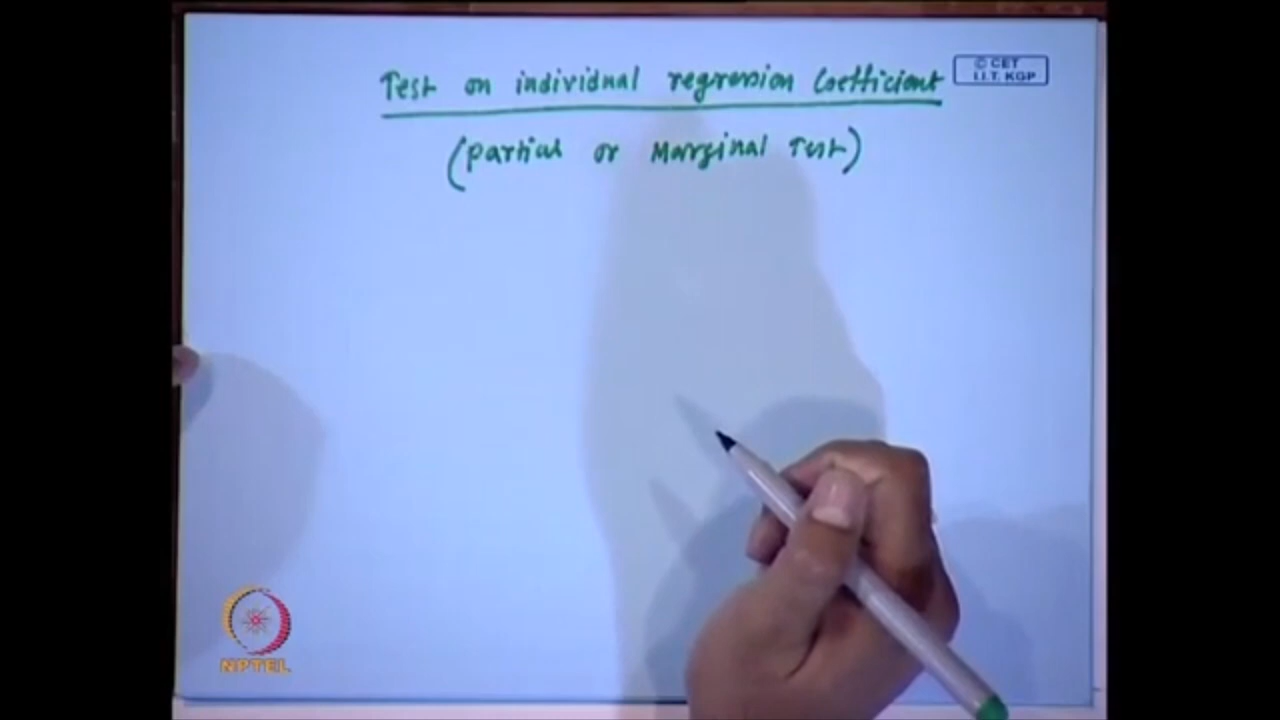 Test on individual regression Coefficient
© CET
I.I.T. KGP
(Partial or Marginal Test)
NPTEL